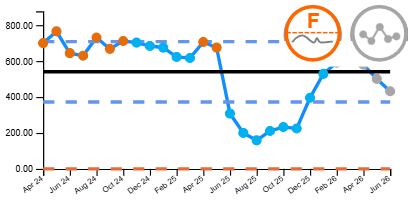 F
800.00
600.00
400.00
200.00
0.00
Apr 24
Jun 24
Aug 24
Oct 24
Dec 24
Feb 25
Apr 25
Jun 25
Aug 25
Oct 25
Dec 25
Feb 26
Apr 26
Jun 26